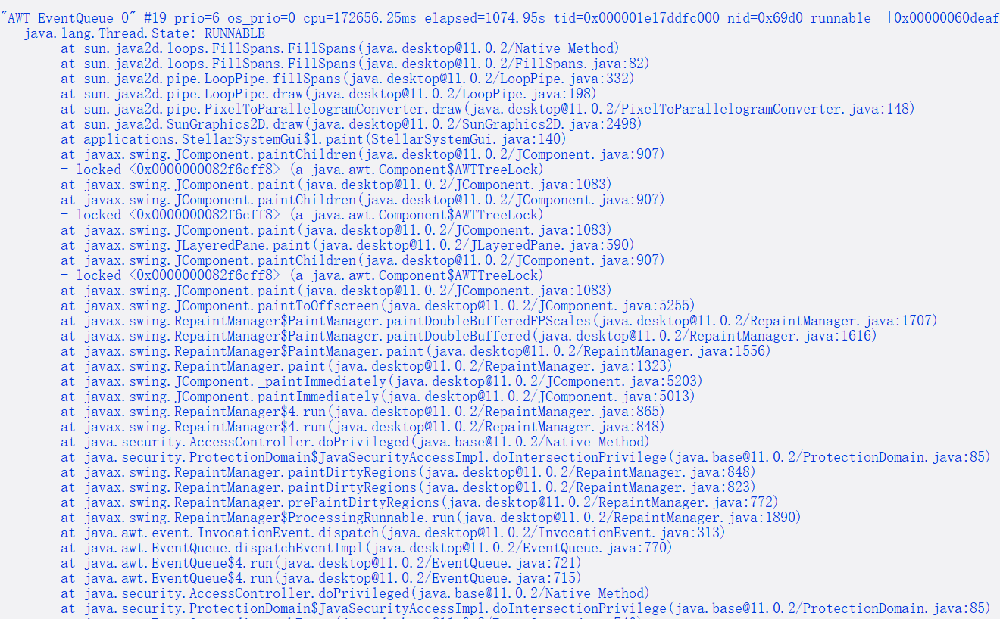 "AWT-EventQueue-0" #19 prio=6 os_prio=0 cpu=172656.25ms elapsed=1074.95s tid=0x000001e17ddfc000 nid=0x69d0 runnable  [0x00000060deaf
java.lang.Thread.State: RUNNABLE
at sun.java2d.loops.FillSpans.FillSpans(java.desktop@11.0.2/Native Method)
at sun.java2d.loops.FillSpans.FillSpans(java.desktop@11.0.2/FillSpans.java:82)
at sun.java2d.pipe.LoopPipe.fillSpans(java.desktop@11.0.2/LoopPipe.java:332)
at sun.java2d.pipe.LoopPipe.draw(java.desktop@11.0.2/LoopPipe.java:198)
at sun.java2d.pipe.PixelToParallelogramConverter.draw(java.desktop@11.0.2/PixelToParallelogramConverter.java:148)
at sun.java2d.SunGraphics2D.draw(java.desktop@11.0.2/SunGraphics2D.java:2498)
at applications.StellarSystemGui$1.paint(StellarSystemGui.java:140)
at javax.swing.JComponent.paintChildren(java.desktop@11.0.2/JComponent.java:907)
- locked <0x0000000082f6cff8> (a java.awt.Component$AWTTreeLock)
at javax.swing.JComponent.paint(java.desktop@11.0.2/JComponent.java:1083)
at javax.swing.JComponent.paintChildren(java.desktop@11.0.2/JComponent.java:907)
- locked <0x0000000082f6cff8> (a java.awt.Component$AWTTreeLock)
at javax.swing.JComponent.paint(java.desktop@11.0.2/JComponent.java:1083)
at javax.swing.JLayeredPane.paint(java.desktop@11.0.2/JLayeredPane.java:590)
at javax.swing.JComponent.paintChildren(java.desktop@11.0.2/JComponent.java:907)
- locked <0x0000000082f6cff8> (a java.awt.Component$AWTTreeLock)
at javax.swing.JComponent.paint(java.desktop@11.0.2/JComponent.java:1083)
at javax.swing.JComponent.paintToOffscreen(java.desktop@11.0.2/JComponent.java:5255)
at javax.swing.RepaintManager$PaintManager.paintDoubleBufferedFPScales(java.desktop@11.0.2/RepaintManager.java:1707)
at javax.swing.RepaintManager$PaintManager.paintDoubleBuffered(java.desktop@11.0.2/RepaintManager.java:1616)
at javax.swing.RepaintManager$PaintManager.paint(java.desktop@11.0.2/RepaintManager.java:1556)
at javax.swing.RepaintManager.paint(java.desktop@11.0.2/RepaintManager.java:1323)
at javax.swing.JComponent._paintImmediately(java.desktop@11.0.2/JComponent.java:5203)
at javax.swing.JComponent.paintImmediately(java.desktop@11.0.2/JComponent.java:5013)
at javax.swing.RepaintManager$4.run(java.desktop@11.0.2/RepaintManager.java:865)
at javax.swing.RepaintManager$4.run(java.desktop@11.0.2/RepaintManager.java:848)
at java.security.AccessController.doPrivileged(java.base@11.0.2/Native Method)
at java.security.ProtectionDomain$JavaSecurityAccessImpl.doIntersectionPrivilege(java.base@11.0.2/ProtectionDomain.java:85)
at javax.swing.RepaintManager.paintDirtyRegions(java.desktop@11.0.2/RepaintManager.java:848)
at javax.swing.RepaintManager.paintDirtyRegions(java.desktop@11.0.2/RepaintManager.java:823)
at javax.swing.RepaintManager.prePaintDirtyRegions(java.desktop@11.0.2/RepaintManager.java:772)
at javax.swing.RepaintManager$ProcessingRunnable.run(java.desktop@11.0.2/RepaintManager.java:1890)
at java.awt.event.InvocationEvent.dispatch(java.desktop@11.0.2/InvocationEvent.java:313)
at java.awt.EventQueue.dispatchEventImpl(java.desktop@11.0.2/EventQueue.java:770)
at java.awt.EventQueue$4.run(java.desktop@11.0.2/EventQueue.java:721)
at java.awt.EventQueue$4.run(java.desktop@11.0.2/EventQueue.java:715)
at java.security.AccessController.doPrivileged(java.base@11.0.2/Native Method)
at java.security.ProtectionDomain$JavaSecurityAccessImpl.doIntersectionPrivilege(java.base@11.0.2/ProtectionDomain.java:85)